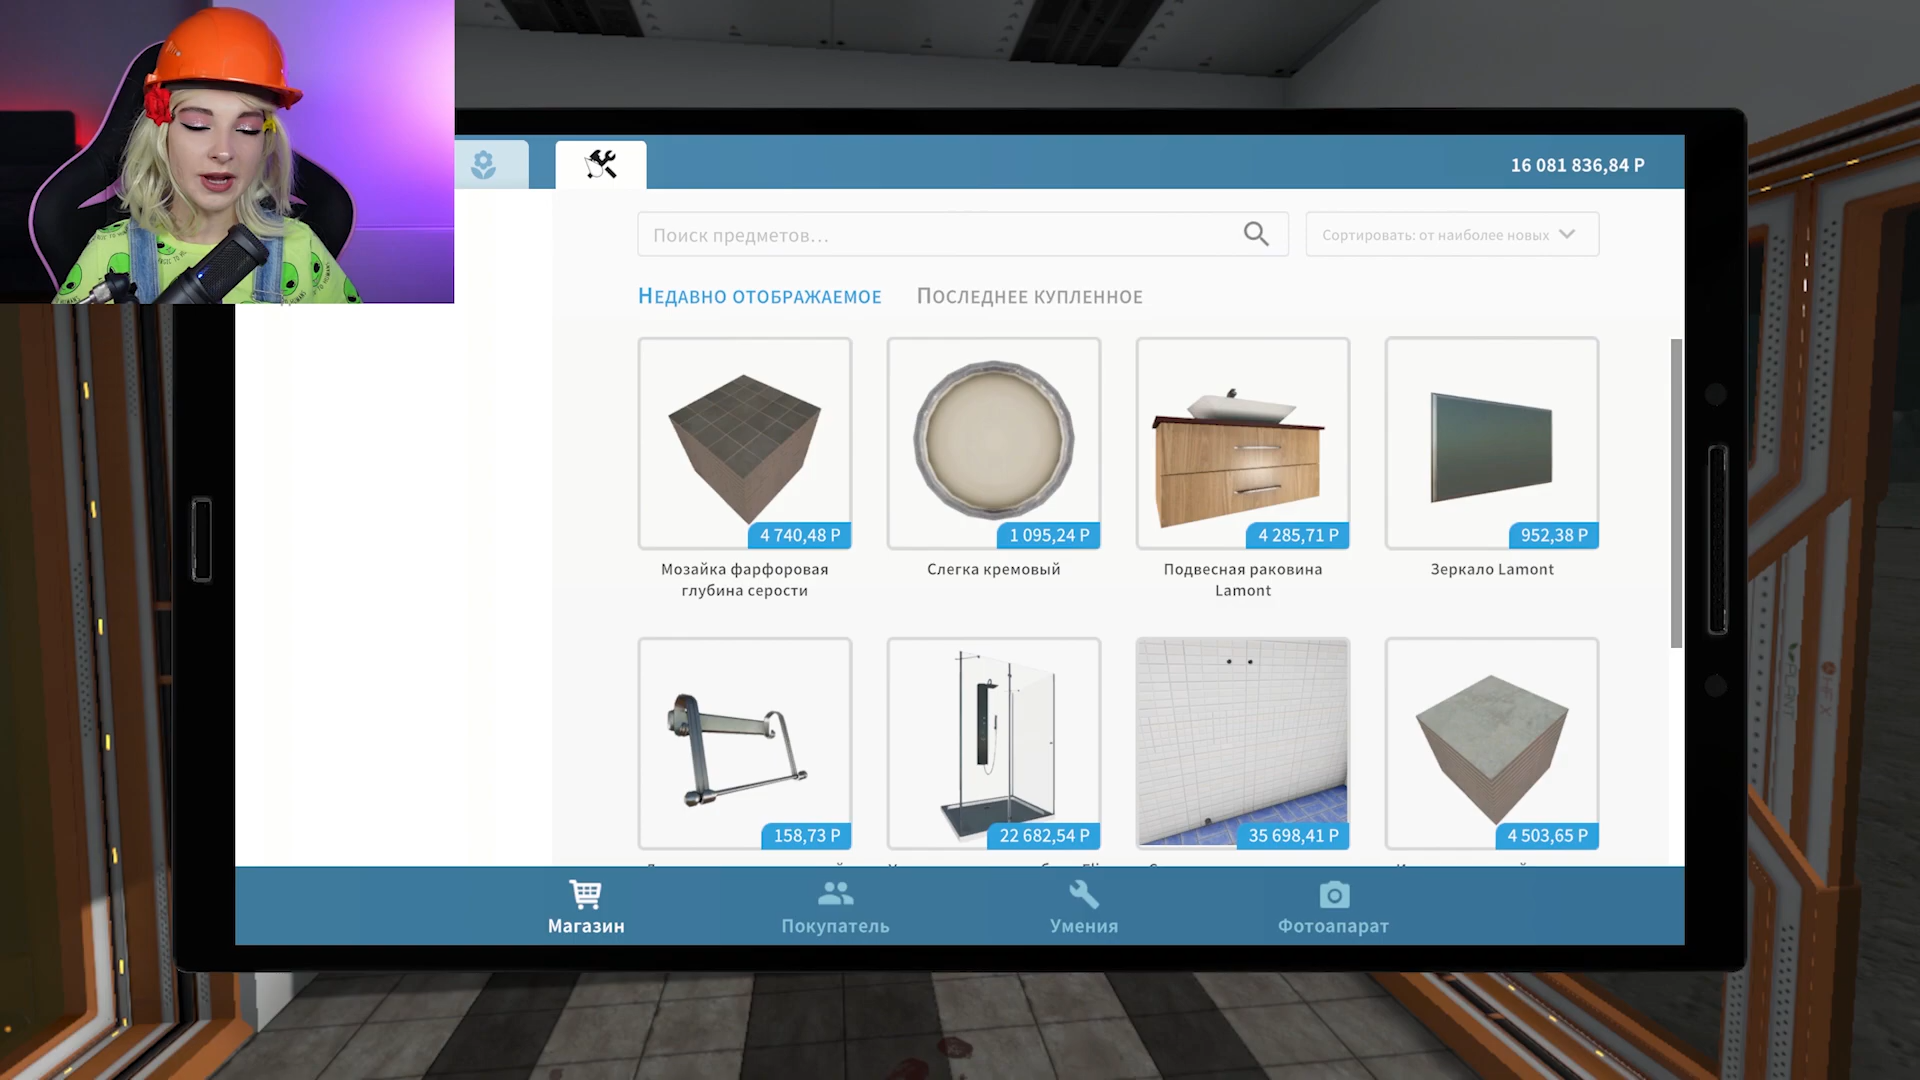 16 081 836,84 Р
Поиск предметов...
Сортировать: от наиболее новых
Недавно отображаемое
Последнее купленное
4 740,48 Р
1 095,24 Р
4 285,71 Р
952,38 Р
Мозайка фарфоровая
глубина серости
Слегка кремовый
Подвесная раковина
Lamont
Зеркало Lamont
158,73 Р
22 682,54 Р
35 698,41 Р
4 503,65 Р
Магазин
Покупатель
Умения
Фотоапарат